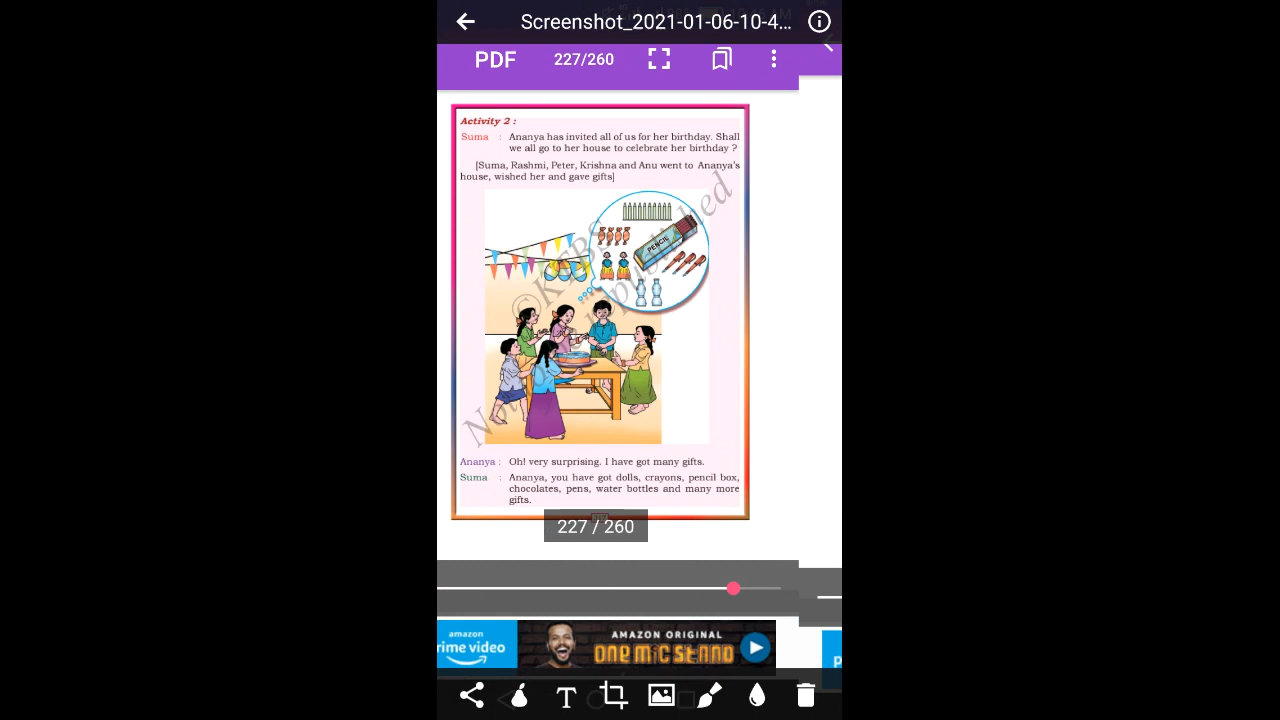 Screenshot_2021-01-06-10-4...
PDF 227/260
Activity 2 :
Suma : Ananya has invited all of us for her birthday. Shall
we all go to her house to celebrate her birthday ?
[Suma, Rashmi, Peter, Krishna and Anu went to Ananya's
house, wished her and gave gifts]
PENCIL
©KTBS
Ananya : Oh! very surprising. I have got many gifts.
Suma : Ananya, you have got dolls, crayons, pencil box,
chocolates, pens, water bottles and many more
gifts.
227 / 260
amazon
rime video
AMAZON ORIGINAL
one mic stand
T